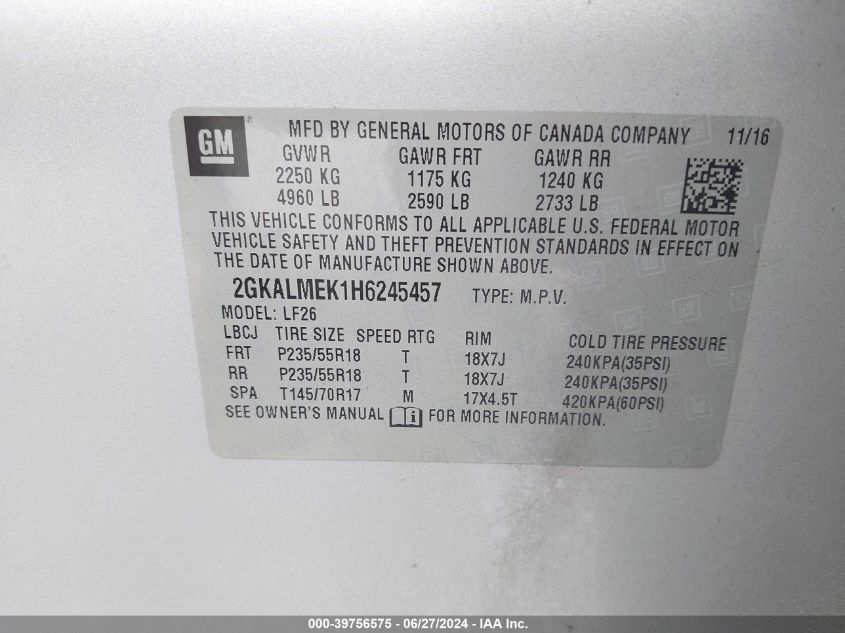 GM ® MFD BY GENERAL MOTORS OF CANADA COMPANY 11/16
GVWR GAWR FRT GAWR RR
2250 KG 1175 KG 1240 KG
4960 LB 2590 LB 2733 LB
THIS VEHICLE CONFORMS TO ALL APPLICABLE U.S. FEDERAL MOTOR
VEHICLE SAFETY AND THEFT PREVENTION STANDARDS IN EFFECT ON
THE DATE OF MANUFACTURE SHOWN ABOVE.
2GKALMEK1H6245457 TYPE: M.P.V.
MODEL: LF26
LBCJ TIRE SIZE SPEED RTG RIM COLD TIRE PRESSURE
FRT P235/55R18 T 18X7J 240KPA(35PSI)
RR P235/55R18 T 18X7J 240KPA(35PSI)
SPA T145/70R17 M 17X4.5T 420KPA(60PSI)
SEE OWNER'S MANUAL i FOR MORE INFORMATION.
000-39756575 - 06/27/2024 - IAA Inc.